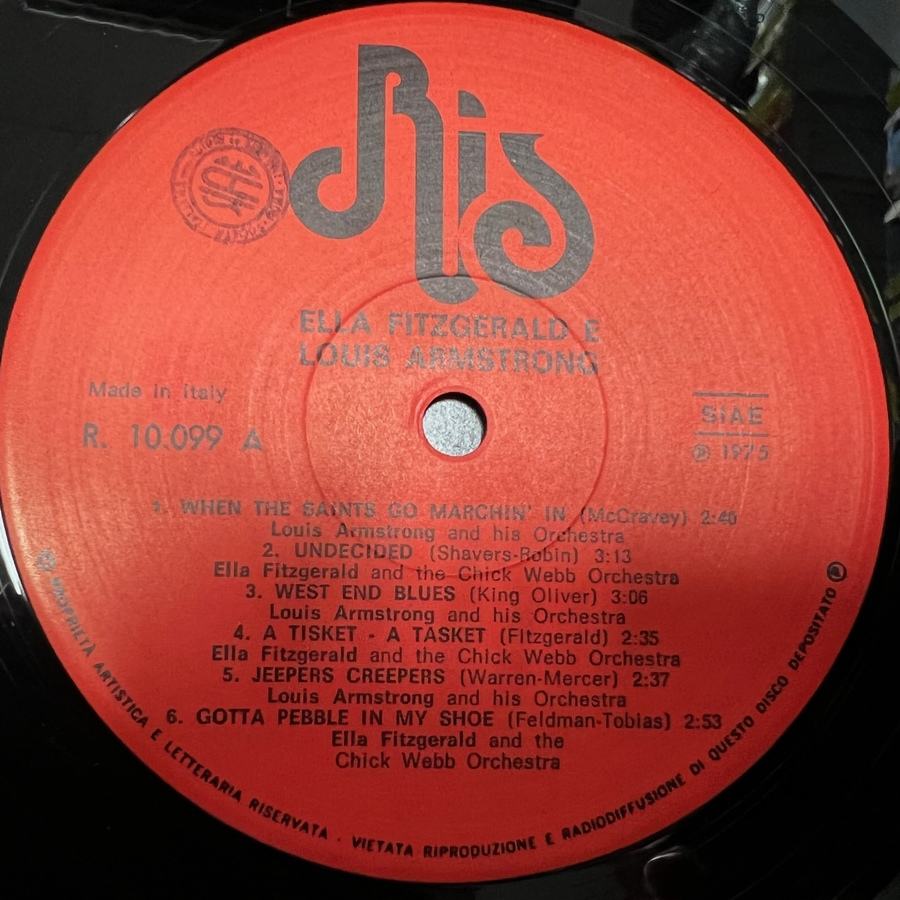 Ris
SIAE
ELLA FITZGERALD E
LOUIS ARMSTRONG
Made in Italy
R. 10.099 A
SIAE
℗ 1975
1. WHEN THE SAINTS GO MARCHIN' IN (McCravey) 2:40
Louis Armstrong and his Orchestra
2. UNDECIDED (Shavers-Robin) 3:13
Ella Fitzgerald and the Chick Webb Orchestra
3. WEST END BLUES (King Oliver) 3:06
Louis Armstrong and his Orchestra
4. A TISKET - A TASKET (Fitzgerald) 2:35
Ella Fitzgerald and the Chick Webb Orchestra
5. JEEPERS CREEPERS (Warren-Mercer) 2:37
Louis Armstrong and his Orchestra
6. GOTTA PEBBLE IN MY SHOE (Feldman-Tobias) 2:53
Ella Fitzgerald and the
Chick Webb Orchestra
℗ PROPRIETÀ ARTISTICA E LETTERARIA RISERVATA - VIETATA RIPRODUZIONE E RADIODIFFUSIONE DI QUESTO DISCO DEPOSITATO ℗